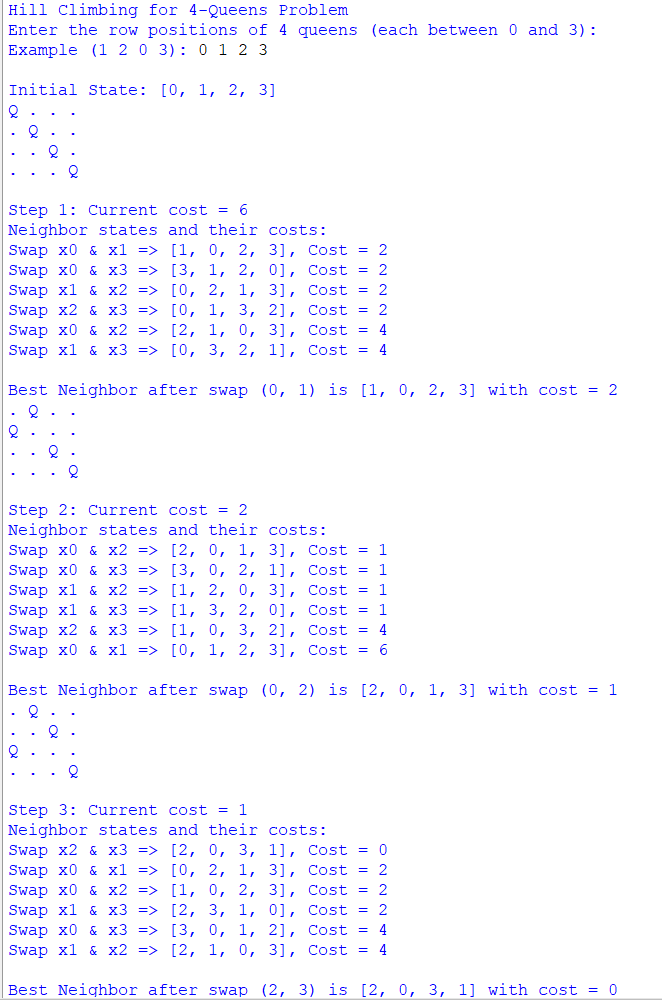 Hill Climbing for 4-Queens Problem
Enter the row positions of 4 queens (each between 0 and 3):
Example (1 2 0 3): 0 1 2 3
Initial State: [0, 1, 2, 3]
Q . . .
. Q . .
. . Q .
. . . Q
Step 1: Current cost = 6
Neighbor states and their costs:
Swap x0 & x1 => [1, 0, 2, 3], Cost = 2
Swap x0 & x3 => [3, 1, 2, 0], Cost = 2
Swap x1 & x2 => [0, 2, 1, 3], Cost = 2
Swap x2 & x3 => [0, 1, 3, 2], Cost = 2
Swap x0 & x2 => [2, 1, 0, 3], Cost = 4
Swap x1 & x3 => [0, 3, 2, 1], Cost = 4
Best Neighbor after swap (0, 1) is [1, 0, 2, 3] with cost = 2
. Q . .
Q . . .
. . Q .
. . . Q
Step 2: Current cost = 2
Neighbor states and their costs:
Swap x0 & x2 => [2, 0, 1, 3], Cost = 1
Swap x0 & x3 => [3, 0, 2, 1], Cost = 1
Swap x1 & x2 => [1, 2, 0, 3], Cost = 1
Swap x1 & x3 => [1, 3, 2, 0], Cost = 1
Swap x2 & x3 => [1, 0, 3, 2], Cost = 4
Swap x0 & x1 => [0, 1, 2, 3], Cost = 6
Best Neighbor after swap (0, 2) is [2, 0, 1, 3] with cost = 1
. Q . .
. . Q .
Q . . .
. . . Q
Step 3: Current cost = 1
Neighbor states and their costs:
Swap x2 & x3 => [2, 0, 3, 1], Cost = 0
Swap x0 & x1 => [0, 2, 1, 3], Cost = 2
Swap x0 & x2 => [1, 0, 2, 3], Cost = 2
Swap x1 & x3 => [2, 3, 1, 0], Cost = 2
Swap x0 & x3 => [3, 0, 1, 2], Cost = 4
Swap x1 & x2 => [2, 1, 0, 3], Cost = 4
Best Neighbor after swap (2, 3) is [2, 0, 3, 1] with cost = 0